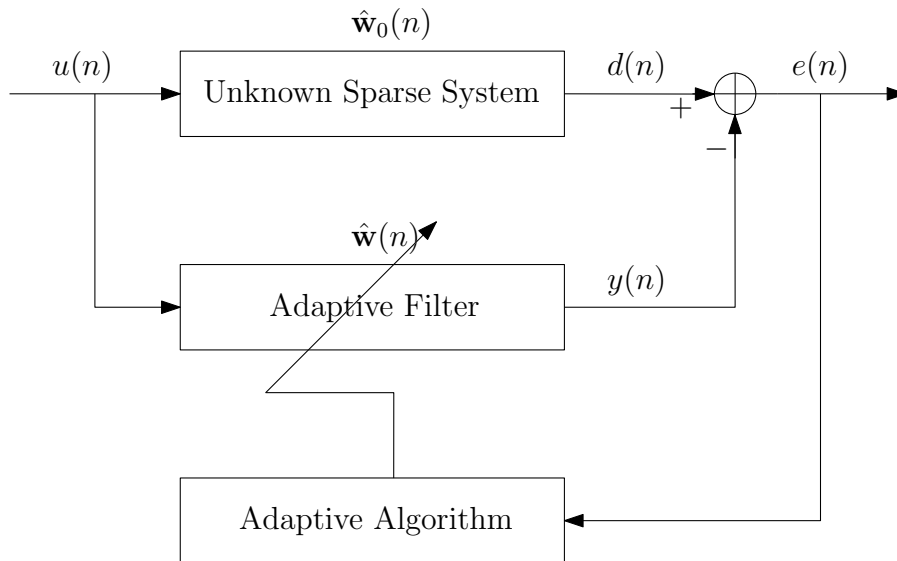 ŵ₀(n)
u(n)
Unknown Sparse System
d(n)
e(n)
+
−
ŵ(n)
Adaptive Filter
y(n)
Adaptive Algorithm